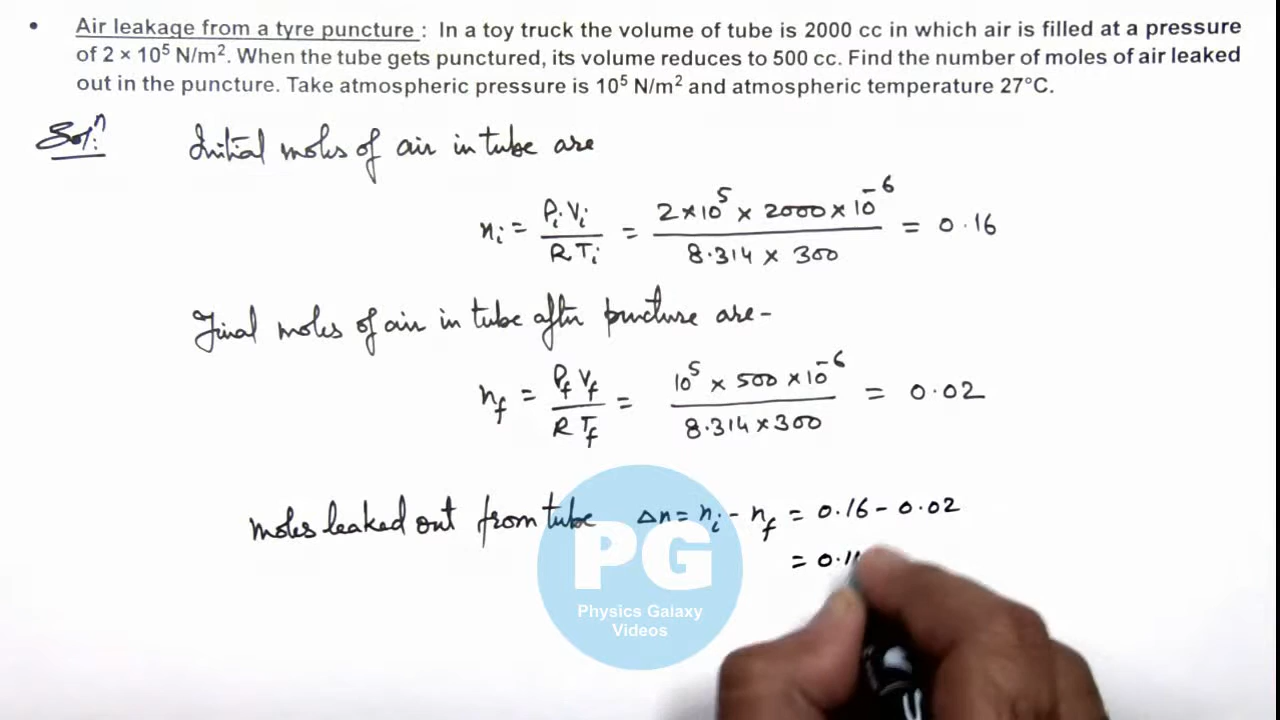 • Air leakage from a tyre puncture : In a toy truck the volume of tube is 2000 cc in which air is filled at a pressure
of 2 × 10⁵ N/m². When the tube gets punctured, its volume reduces to 500 cc. Find the number of moles of air leaked
out in the puncture. Take atmospheric pressure is 10⁵ N/m² and atmospheric temperature 27°C.
Solⁿ: Initial moles of air in tube are
nᵢ = PᵢVᵢ / RTᵢ = 2×10⁵ × 2000×10⁻⁶ / 8.314 × 300 = 0.16
Final moles of air in tube after puncture are-
n_f = P_f V_f / R T_f = 10⁵ × 500 ×10⁻⁶ / 8.314×300 = 0.02
moles leaked out from tube Δn = nᵢ - n_f = 0.16 - 0.02
= 0.1
PG
Physics Galaxy
Videos